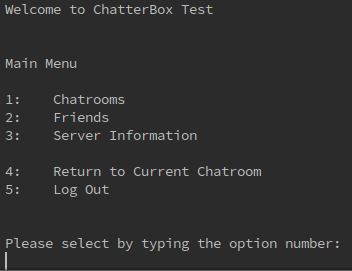 Welcome to ChatterBox Test
Main Menu
1: Chatrooms
2: Friends
3: Server Information
4: Return to Current Chatroom
5: Log Out
Please select by typing the option number: